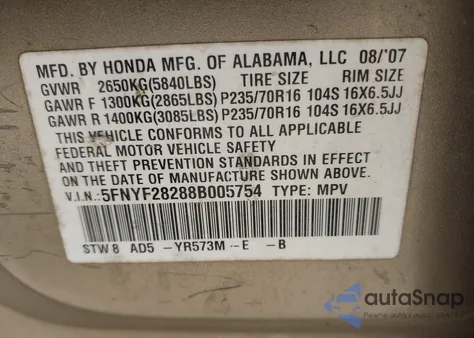 MFD. BY HONDA MFG. OF ALABAMA, LLC 08/'07
GVWR 2650KG(5840LBS) TIRE SIZE RIM SIZE
GAWR F 1300KG(2865LBS) P235/70R16 104S 16X6.5JJ
GAWR R 1400KG(3085LBS) P235/70R16 104S 16X6.5JJ
THIS VEHICLE CONFORMS TO ALL APPLICABLE
FEDERAL MOTOR VEHICLE SAFETY
AND THEFT PREVENTION STANDARDS IN EFFECT
ON THE DATE OF MANUFACTURE SHOWN ABOVE.
V.I.N.: 5FNYF28288B005754 TYPE: MPV
STW8 AD5 -YR573M -E -B
autoSnap